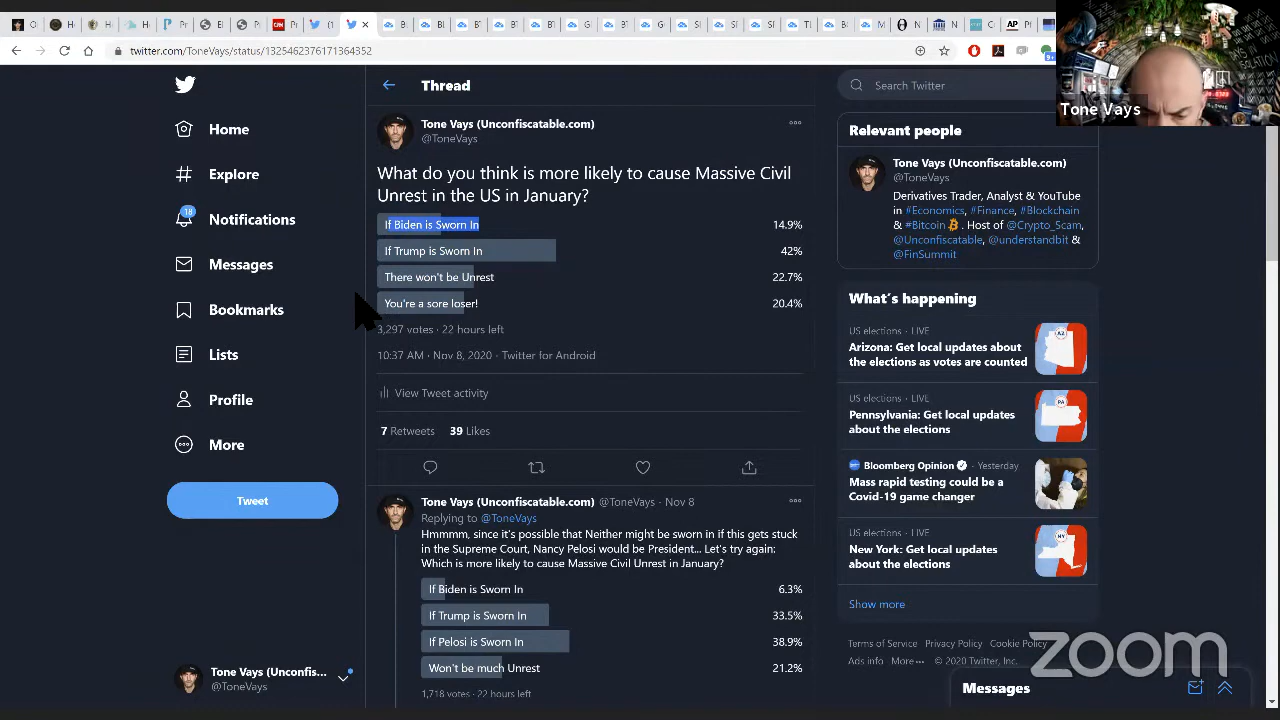 twitter.com/ToneVays/status/1325462376171364352
Tone Vays
Thread
Search Twitter
Home
Explore
18
Notifications
Messages
Bookmarks
Lists
Profile
More
Tweet
Tone Vays (Unconfis...
@ToneVays
Tone Vays (Unconfiscatable.com)
@ToneVays
What do you think is more likely to cause Massive Civil
Unrest in the US in January?
If Biden is Sworn In 14.9%
If Trump is Sworn In 42%
There won't be Unrest 22.7%
You're a sore loser! 20.4%
3,297 votes · 22 hours left
10:37 AM · Nov 8, 2020 · Twitter for Android
View Tweet activity
7 Retweets 39 Likes
Tone Vays (Unconfiscatable.com) @ToneVays · Nov 8
Replying to @ToneVays
Hmmmm, since it's possible that Neither might be sworn in if this gets stuck
in the Supreme Court, Nancy Pelosi would be President... Let's try again:
Which is more likely to cause Massive Civil Unrest in January?
If Biden is Sworn In 6.3%
If Trump is Sworn In 33.5%
If Pelosi is Sworn In 38.9%
Won't be much Unrest 21.2%
1,718 votes · 22 hours left
Relevant people
Tone Vays (Unconfiscatable.com)
@ToneVays
Derivatives Trader, Analyst & YouTube
in #Economics, #Finance, #Blockchain
& #Bitcoin . Host of @Crypto_Scam,
@Unconfiscatable, @understandbit &
@FinSummit
What's happening
US elections · LIVE
Arizona: Get local updates about
the elections as votes are counted
AZ
US elections · LIVE
Pennsylvania: Get local updates
about the elections
PA
Bloomberg Opinion · Yesterday
Mass rapid testing could be a
Covid-19 game changer
US elections · LIVE
New York: Get local updates
about the elections
NY
Show more
Terms of Service Privacy Policy Cookie Policy
Ads info More © 2020 Twitter, Inc.
zoom
Messages